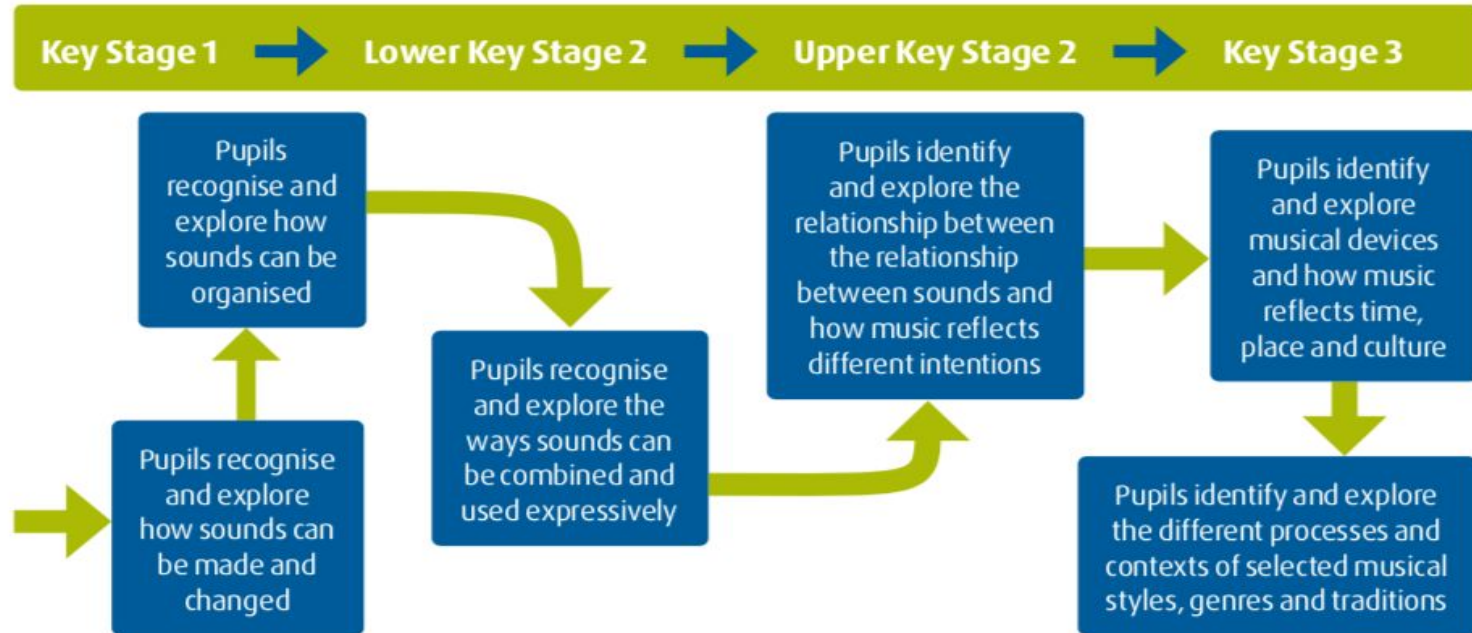 Key Stage 1 Lower Key Stage 2 Upper Key Stage 2 Key Stage 3
Pupils recognise
and explore
how sounds can
be made and
changed
Pupils
recognise and
explore how
sounds can be
organised
Pupils recognise
and explore the
ways sounds can
be combined and
used expressively
Pupils identify
and explore the
relationship between
the relationship
between sounds and
how music reflects
different intentions
Pupils identify
and explore
musical devices
and how music
reflects time,
place and culture
Pupils identify and explore
the different processes and
contexts of selected musical
styles, genres and traditions